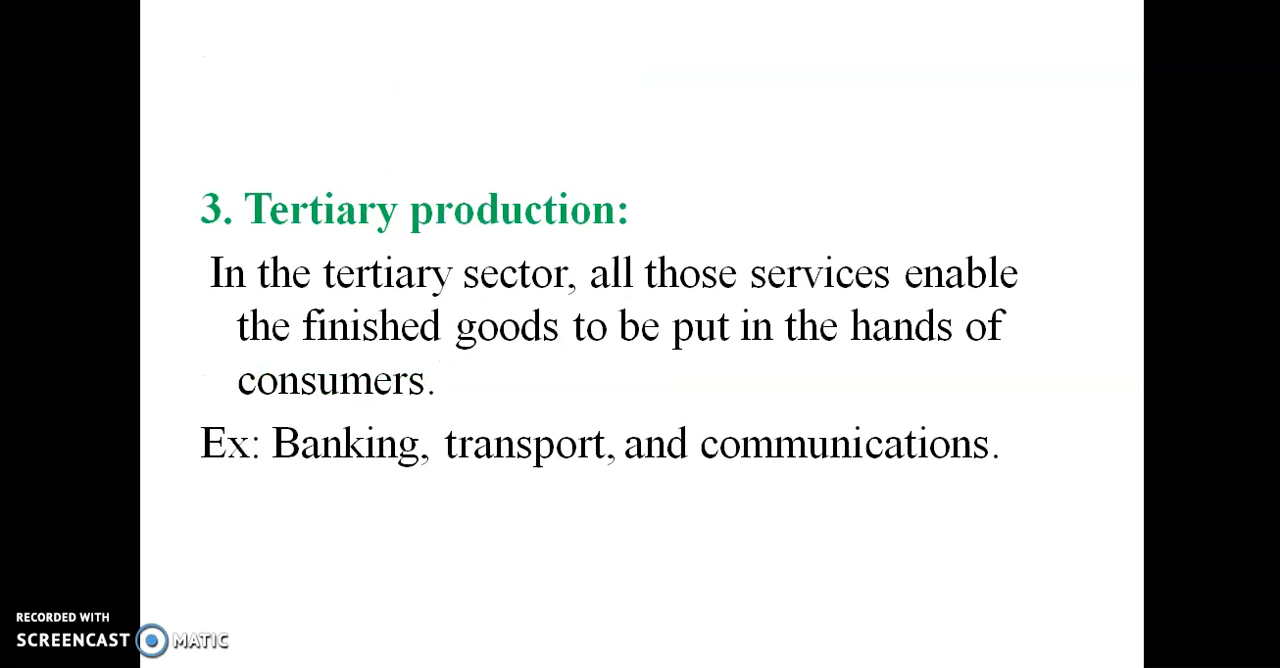 3. Tertiary production:
In the tertiary sector, all those services enable
the finished goods to be put in the hands of
consumers.
Ex: Banking, transport, and communications.
RECORDED WITH
SCREENCAST MATIC